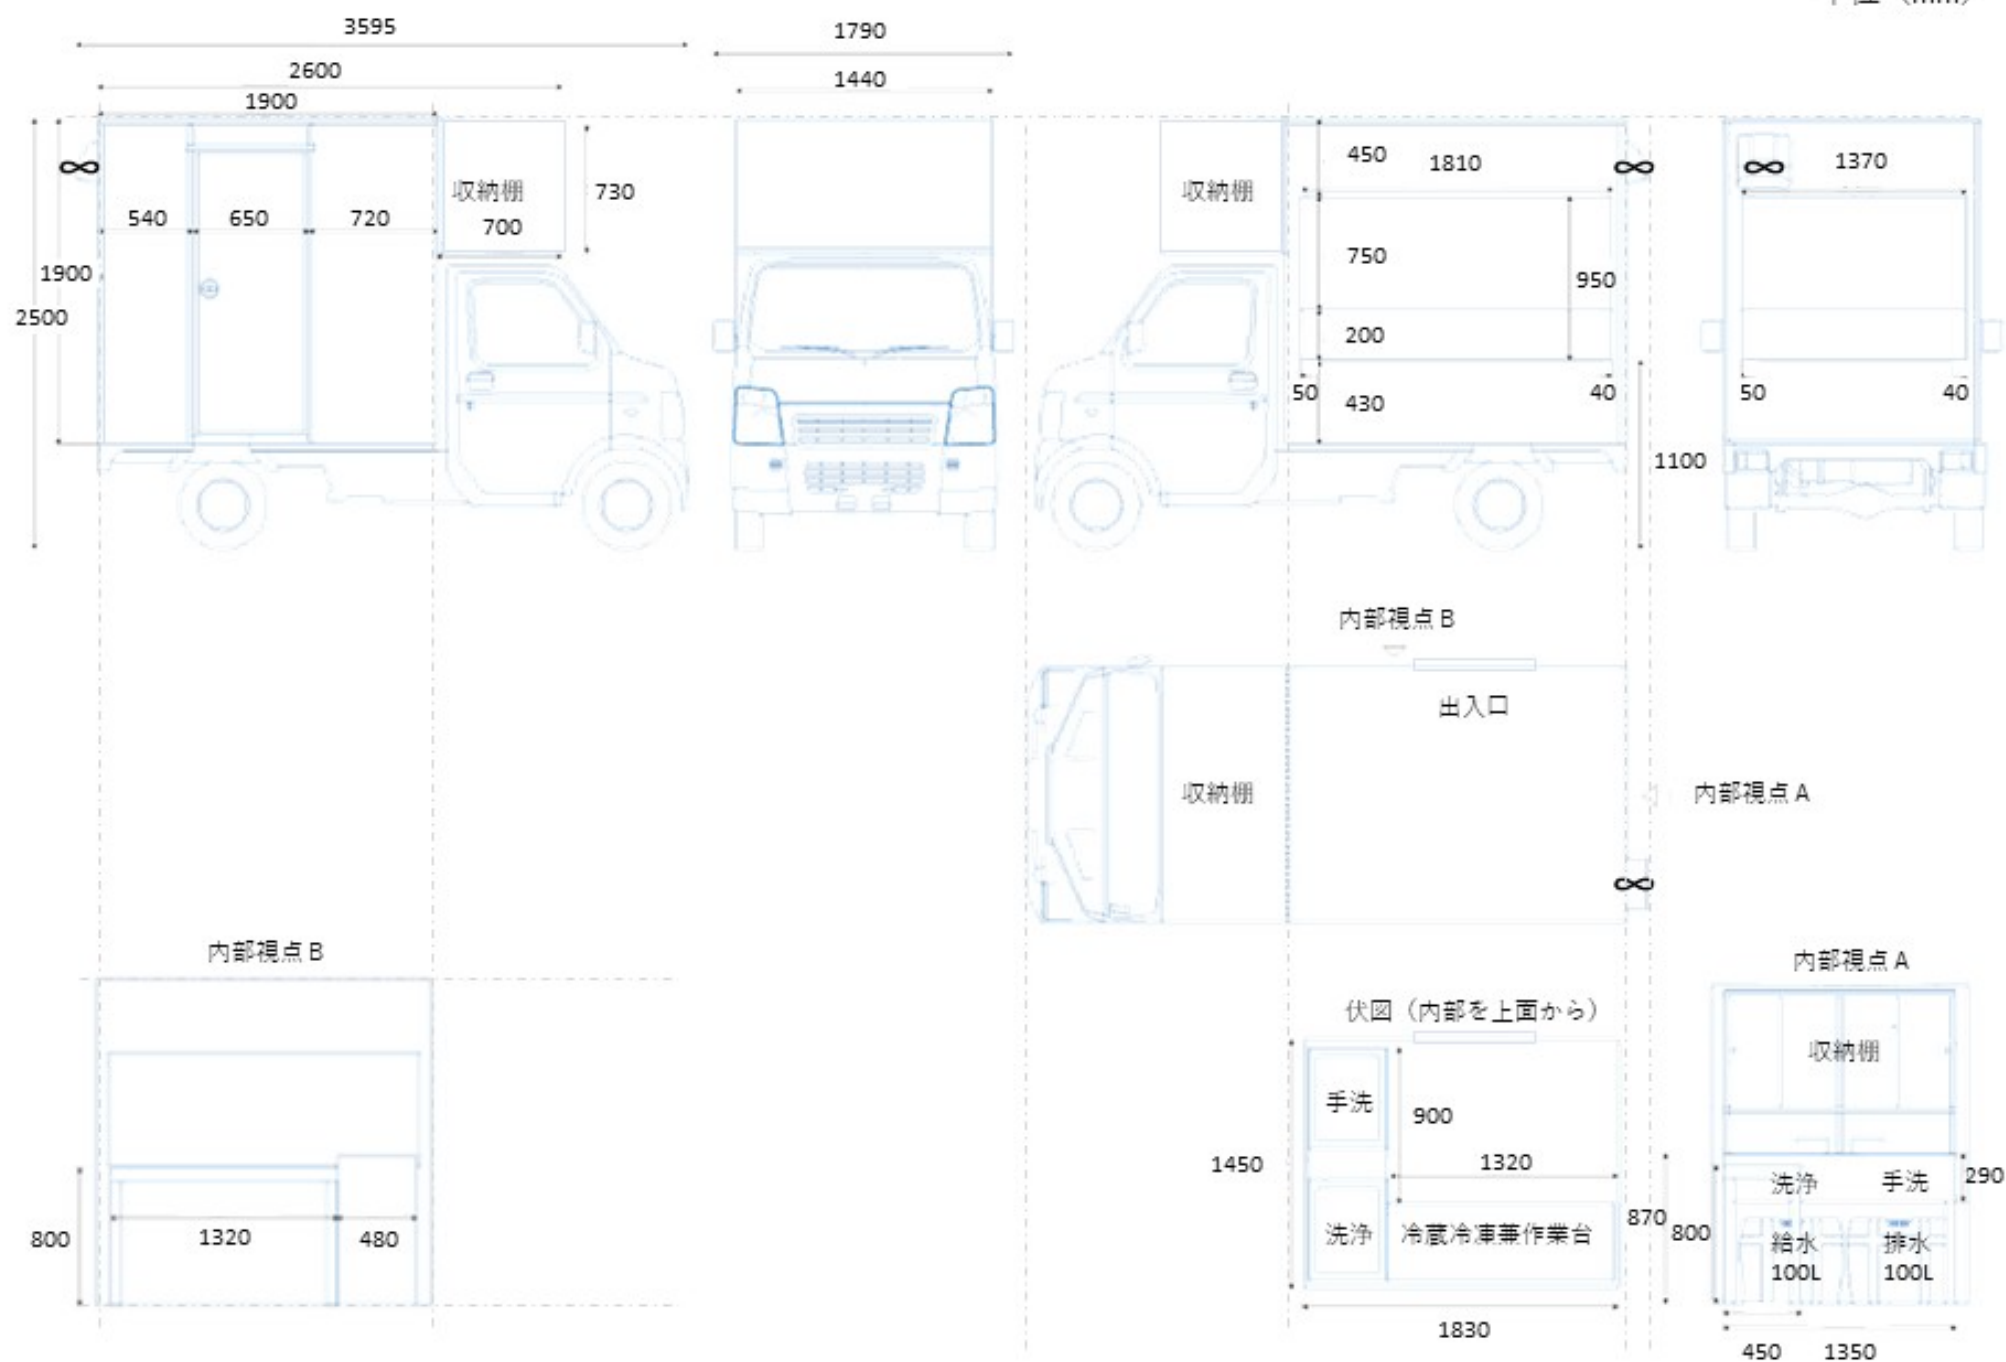 (mm)
3595
2600
1900
1790
1440
収納棚
730
700
540
650
720
1900
2500
収納棚
450
1810
750
950
200
50
40
430
1100
1370
50
40
内部視点 B
出入口
収納棚
内部視点 A
内部視点 B
800
1320
480
伏図（内部を上面から）
手洗
900
1450
1320
洗浄
冷蔵冷凍兼作業台
1830
内部視点 A
収納棚
洗浄
手洗
290
870
800
給水
100L
排水
100L
450
1350